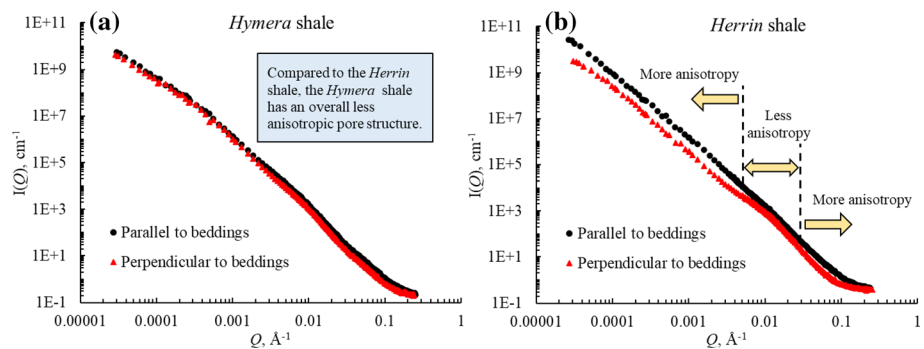 (a)
Hymera shale
1E+11
1E+9
1E+7
1E+5
1E+3
1E+1
1E-1
I(Q), cm-1
Compared to the Herrin
shale, the Hymera shale
has an overall less
anisotropic pore structure.
Parallel to beddings
Perpendicular to beddings
0.00001 0.0001 0.001 0.01 0.1 1
Q, Å-1
(b)
Herrin shale
1E+11
1E+9
1E+7
1E+5
1E+3
1E+1
1E-1
I(Q), cm-1
More anisotropy
Less
anisotropy
More anisotropy
Parallel to beddings
Perpendicular to beddings
0.00001 0.0001 0.001 0.01 0.1 1
Q, Å-1